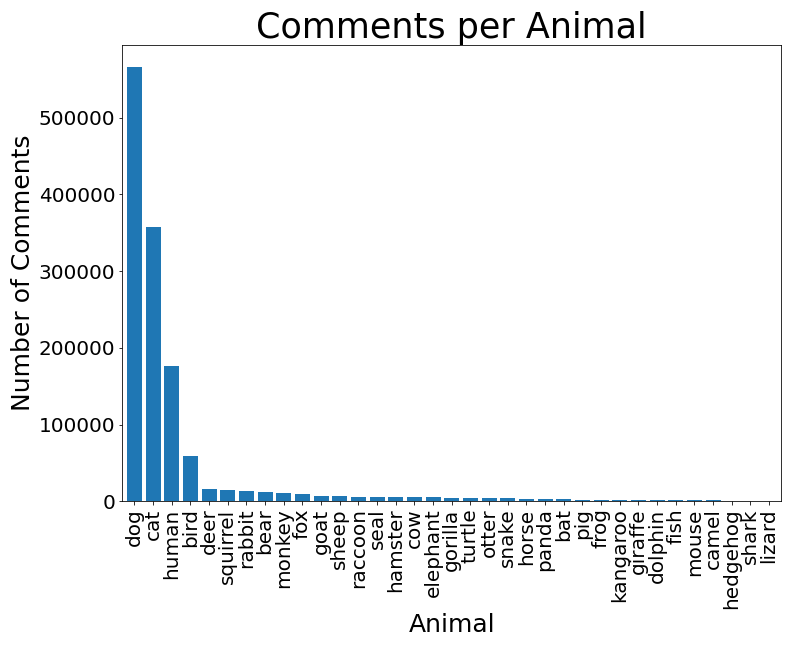 Comments per Animal
Number of Comments
500000
400000
300000
200000
100000
0
dog
cat
human
bird
deer
squirrel
rabbit
bear
monkey
fox
goat
sheep
raccoon
seal
hamster
cow
elephant
gorilla
turtle
otter
snake
horse
panda
bat
pig
frog
kangaroo
giraffe
dolphin
fish
mouse
camel
hedgehog
shark
lizard
Animal